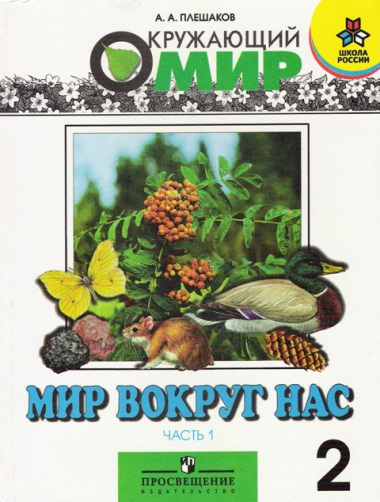 А. А. ПЛЕШАКОВ
ОКРУЖАЮЩИЙ
МИР
ШКОЛА
РОССИИ
МИР ВОКРУГ НАС
ЧАСТЬ 1
2
ПРОСВЕЩЕНИЕ
ИЗДАТЕЛЬСТВО